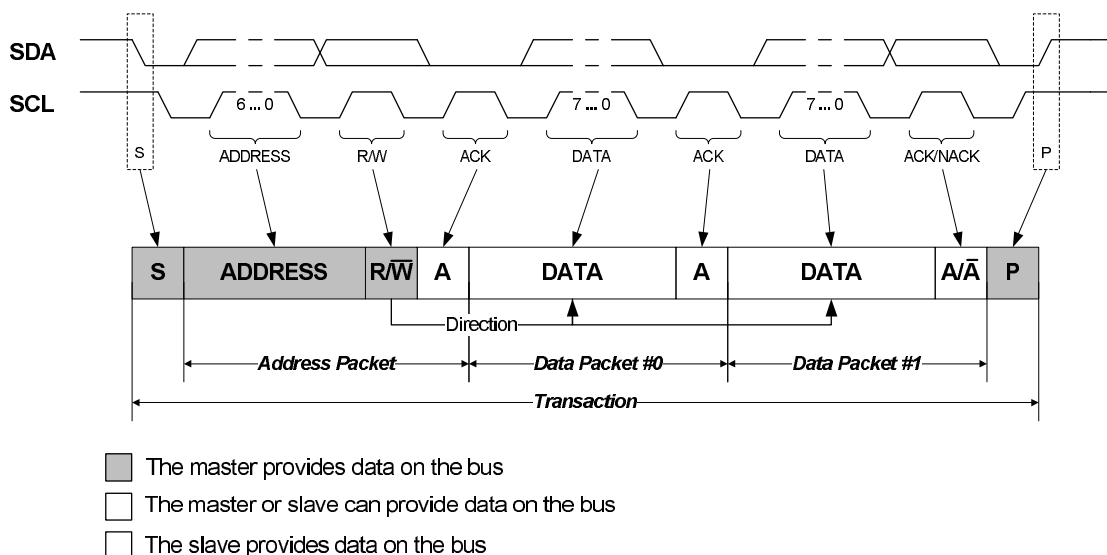 SDA
SCL
6 ... 0 7 ... 0 7 ... 0
S ADDRESS R/W ACK DATA ACK DATA ACK/NACK P
S ADDRESS R/W̅ A DATA A DATA A/A̅ P
Direction
Address Packet Data Packet #0 Data Packet #1
Transaction
The master provides data on the bus
The master or slave can provide data on the bus
The slave provides data on the bus